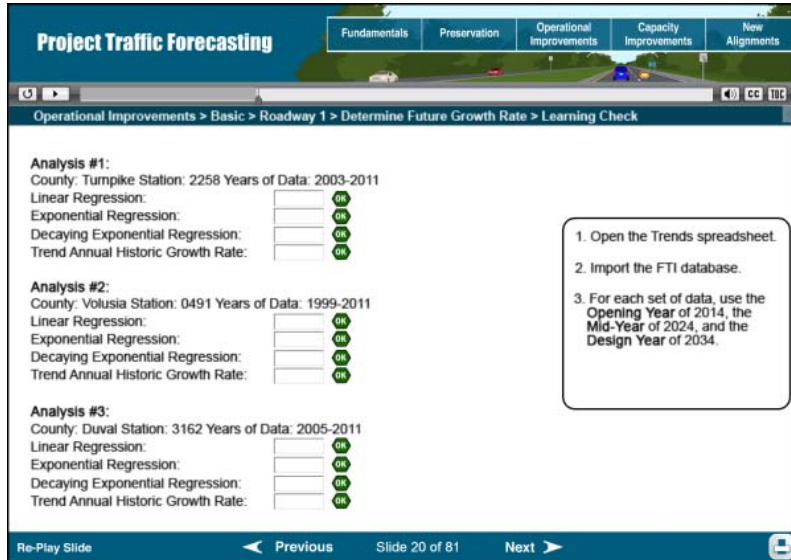 Project Traffic Forecasting
Fundamentals
Preservation
Operational
Improvements
Capacity
Improvements
New
Alignments
CC
TOC
Operational Improvements > Basic > Roadway 1 > Determine Future Growth Rate > Learning Check
Analysis #1:
County: Turnpike Station: 2258 Years of Data: 2003-2011
Linear Regression: OK
Exponential Regression: OK
Decaying Exponential Regression: OK
Trend Annual Historic Growth Rate: OK
Analysis #2:
County: Volusia Station: 0491 Years of Data: 1999-2011
Linear Regression: OK
Exponential Regression: OK
Decaying Exponential Regression: OK
Trend Annual Historic Growth Rate: OK
Analysis #3:
County: Duval Station: 3162 Years of Data: 2005-2011
Linear Regression: OK
Exponential Regression: OK
Decaying Exponential Regression: OK
Trend Annual Historic Growth Rate: OK
1. Open the Trends spreadsheet.
2. Import the FTI database.
3. For each set of data, use the
Opening Year of 2014, the
Mid-Year of 2024, and the
Design Year of 2034.
Re-Play Slide
Previous
Slide 20 of 81
Next